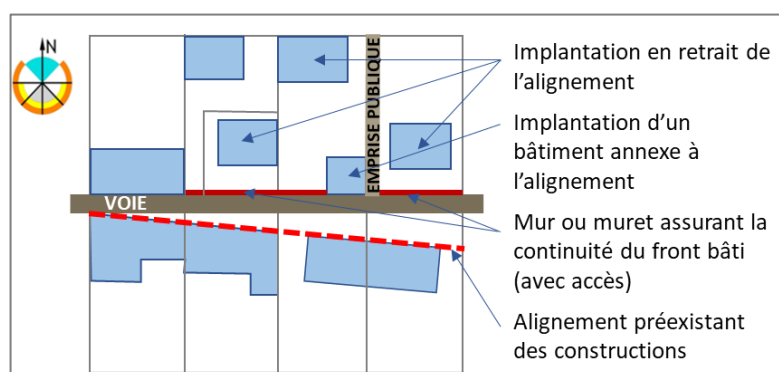 N
EMPRISE PUBLIQUE
VOIE
Implantation en retrait de
l’alignement
Implantation d’un
bâtiment annexe à
l’alignement
Mur ou muret assurant la
continuité du front bâti
(avec accès)
Alignement préexistant
des constructions